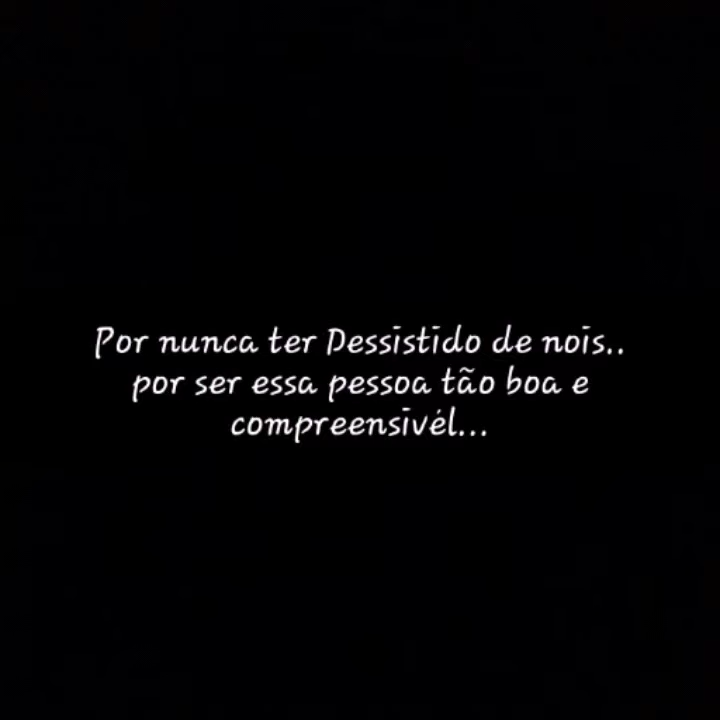 Por nunca ter Dessistido de nois..
por ser essa pessoa tão boa e
compreensivél...